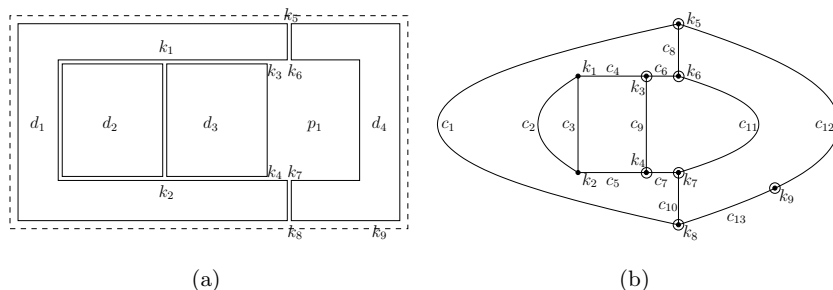 k5
k1
k3 k6
d1 d2 d3 p1 d4
k4 k7
k2
k8 k9
(a)
k5
c8
k1 c4 c6 k6
k3
c1 c2 c3 c9 c11 c12
k4
k2 c5 c7 k7
k9
c10
c13
k8
(b)